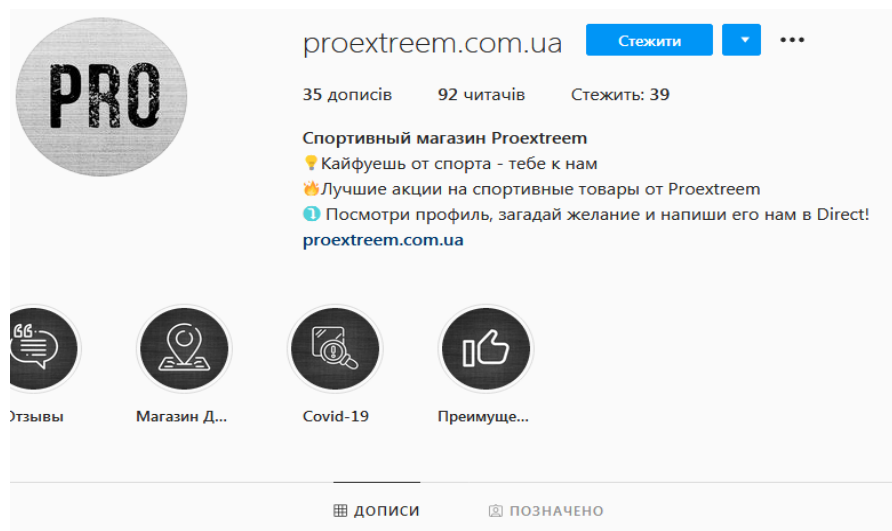 PRO
proextreem.com.ua Стежити
35 дописів 92 читачів Стежить: 39
Спортивный магазин Proextreem
Кайфуешь от спорта - тебе к нам
Лучшие акции на спортивные товары от Proextreem
Посмотри профиль, загадай желание и напиши его нам в Direct!
proextreem.com.ua
Отзывы Магазин Д... Covid-19 Преимуще...
ДОПИСИ ПОЗНАЧЕНО